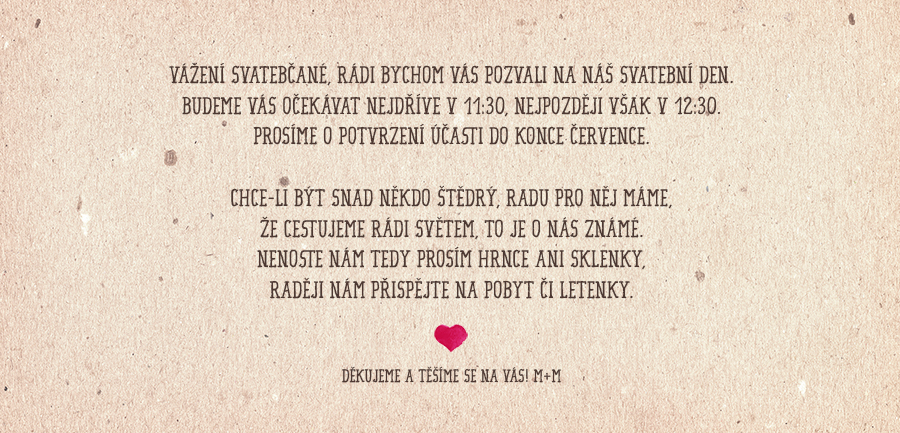 VÁŽENÍ SVATEBČANÉ, RÁDI BYCHOM VÁS POZVALI NA NÁŠ SVATEBNÍ DEN.
BUDEME VÁS OČEKÁVAT NEJDŘÍVE V 11:30, NEJPOZDĚJI VŠAK V 12:30.
PROSÍME O POTVRZENÍ ÚČASTI DO KONCE ČERVENCE.
CHCE-LI BÝT SNAD NĚKDO ŠTĚDRÝ, RADU PRO NĚJ MÁME,
ŽE CESTUJEME RÁDI SVĚTEM, TO JE O NÁS ZNÁMÉ.
NENOSTE NÁM TEDY PROSÍM HRNCE ANI SKLENKY,
RADĚJI NÁM PŘISPĚJTE NA POBYT ČI LETENKY.
DĚKUJEME A TĚŠÍME SE NA VÁS! M+M